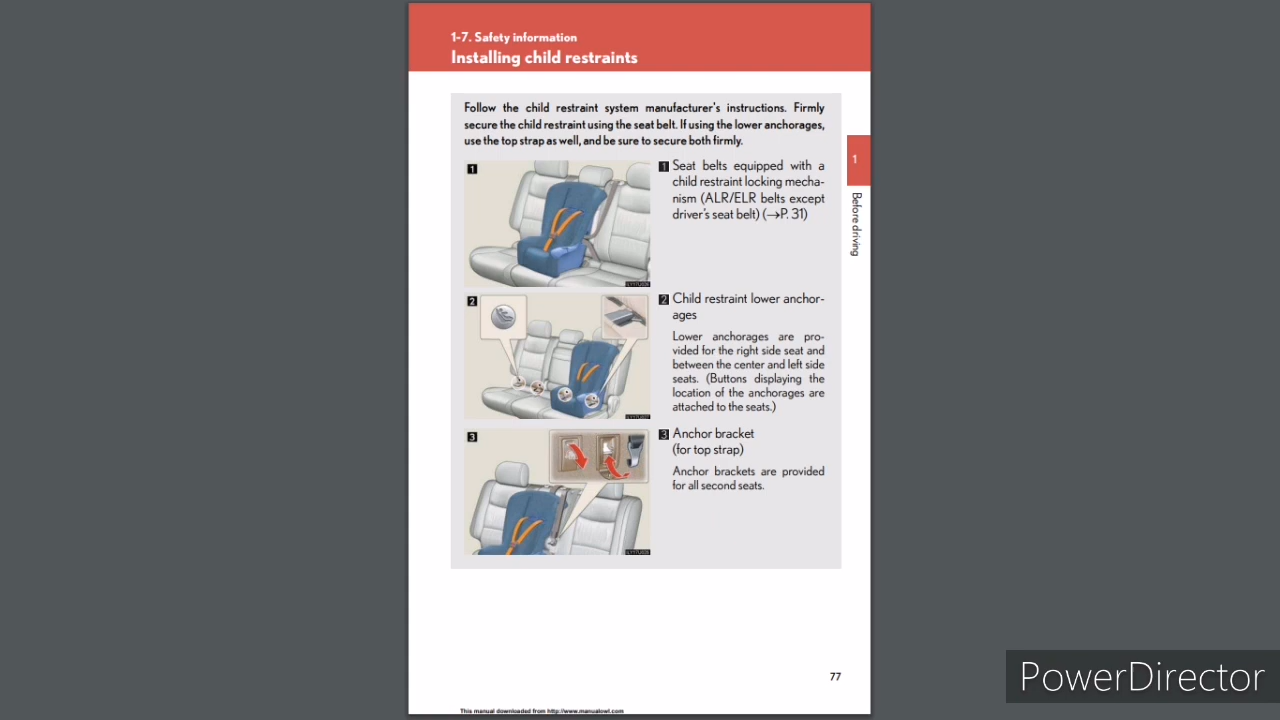 1-7. Safety information
Installing child restraints
Follow the child restraint system manufacturer's instructions. Firmly
secure the child restraint using the seat belt. If using the lower anchorages,
use the top strap as well, and be sure to secure both firmly.
1
1 Seat belts equipped with a
child restraint locking mecha-
nism (ALR/ELR belts except
driver's seat belt) (→P. 31)
2
2 Child restraint lower anchor-
ages
Lower anchorages are pro-
vided for the right side seat and
between the center and left side
seats. (Buttons displaying the
location of the anchorages are
attached to the seats.)
3
3 Anchor bracket
(for top strap)
Anchor brackets are provided
for all second seats.
1
Before driving
77
This manual downloaded from http://www.manualowl.com
PowerDirector